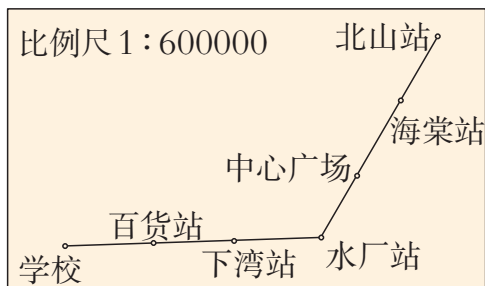 比例尺1:600000
北山站
海棠站
中心广场
百货站
下湾站
水厂站
学校